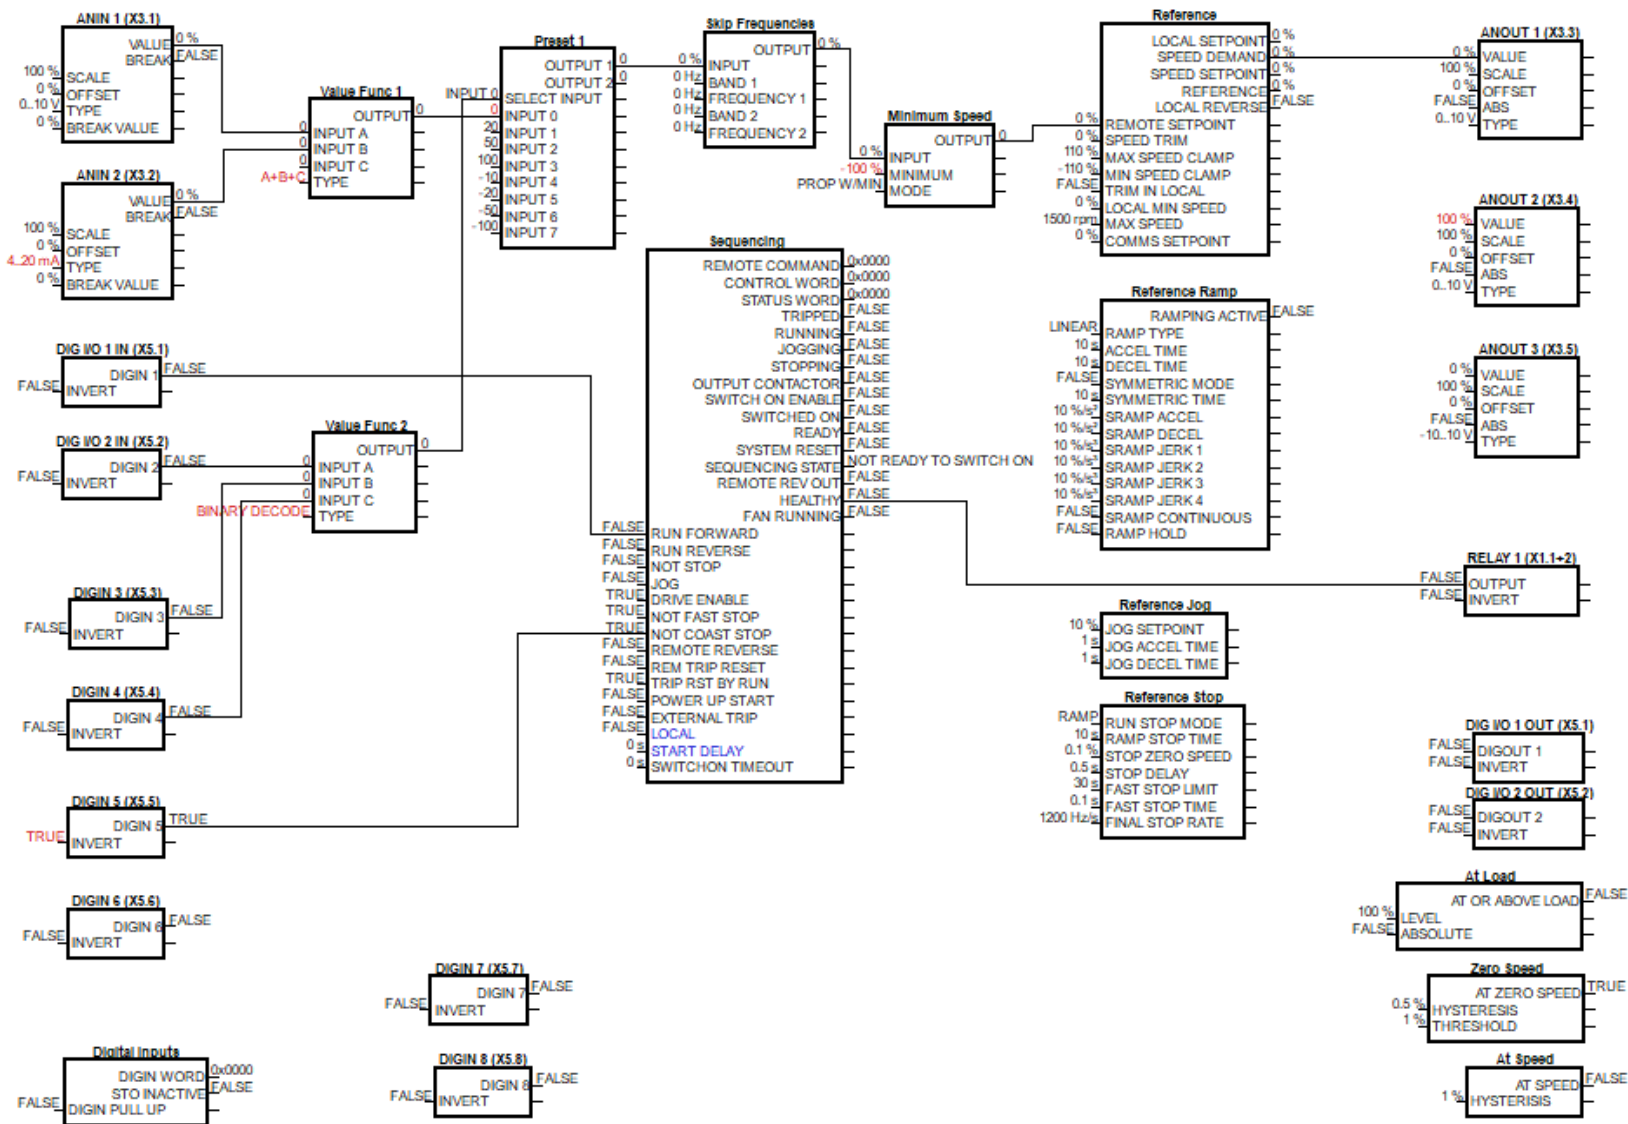 ANIN 1 (X3.1)
VALUE 0 %
BREAK FALSE
100 % SCALE
0 % OFFSET
0..10 V TYPE
0 % BREAK VALUE
ANIN 2 (X3.2)
VALUE 0 %
BREAK FALSE
100 % SCALE
0 % OFFSET
4..20 mA TYPE
0 % BREAK VALUE
DIG I/O 1 IN (X5.1)
DIGIN 1 FALSE
FALSE INVERT
DIG I/O 2 IN (X5.2)
DIGIN 2 FALSE
FALSE INVERT
DIGIN 3 (X5.3)
DIGIN 3 FALSE
FALSE INVERT
DIGIN 4 (X5.4)
DIGIN 4 FALSE
FALSE INVERT
DIGIN 5 (X5.5)
DIGIN 5 TRUE
TRUE INVERT
DIGIN 6 (X5.6)
DIGIN 6 FALSE
FALSE INVERT
Digital Inputs
DIGIN WORD 0x0000
STO INACTIVE FALSE
FALSE DIGIN PULL UP
Value Func 1
OUTPUT 0
0 INPUT A
0 INPUT B
0 INPUT C
A+B+C TYPE
Value Func 2
OUTPUT 0
0 INPUT A
0 INPUT B
0 INPUT C
BINARY DECODE TYPE
DIGIN 7 (X5.7)
DIGIN 7 FALSE
FALSE INVERT
DIGIN 8 (X5.8)
DIGIN 8 FALSE
FALSE INVERT
Preset 1
OUTPUT 1 0
OUTPUT 2 0
INPUT 0 SELECT INPUT
0 INPUT 0
20 INPUT 1
50 INPUT 2
100 INPUT 3
-10 INPUT 4
-20 INPUT 5
-50 INPUT 6
-100 INPUT 7
Skip Frequencies
OUTPUT 0 %
0 % INPUT
0 Hz BAND 1
0 Hz FREQUENCY 1
0 Hz BAND 2
0 Hz FREQUENCY 2
Minimum Speed
OUTPUT 0
0 % INPUT
-100 % MINIMUM
PROP W/MIN MODE
Sequencing
REMOTE COMMAND 0x0000
CONTROL WORD 0x0000
STATUS WORD 0x0000
TRIPPED FALSE
RUNNING FALSE
JOGGING FALSE
STOPPING FALSE
OUTPUT CONTACTOR FALSE
SWITCH ON ENABLE FALSE
SWITCHED ON FALSE
READY FALSE
SYSTEM RESET FALSE
SEQUENCING STATE NOT READY TO SWITCH ON
REMOTE REV OUT FALSE
HEALTHY FALSE
FAN RUNNING FALSE
FALSE RUN FORWARD
FALSE RUN REVERSE
FALSE NOT STOP
FALSE JOG
TRUE DRIVE ENABLE
TRUE NOT FAST STOP
TRUE NOT COAST STOP
FALSE REMOTE REVERSE
FALSE REM TRIP RESET
TRUE TRIP RST BY RUN
FALSE POWER UP START
FALSE EXTERNAL TRIP
FALSE LOCAL
0 s START DELAY
0 s SWITCHON TIMEOUT
Reference
LOCAL SETPOINT 0 %
SPEED DEMAND 0 %
SPEED SETPOINT 0 %
REFERENCE 0 %
LOCAL REVERSE FALSE
0 % REMOTE SETPOINT
0 % SPEED TRIM
110 % MAX SPEED CLAMP
-110 % MIN SPEED CLAMP
FALSE TRIM IN LOCAL
0 % LOCAL MIN SPEED
1500 rpm MAX SPEED
0 % COMMS SETPOINT
Reference Ramp
RAMPING ACTIVE FALSE
LINEAR RAMP TYPE
10 s ACCEL TIME
10 s DECEL TIME
FALSE SYMMETRIC MODE
10 s SYMMETRIC TIME
10 %/s² SRAMP ACCEL
10 %/s² SRAMP DECEL
10 %/s³ SRAMP JERK 1
10 %/s³ SRAMP JERK 2
10 %/s³ SRAMP JERK 3
10 %/s³ SRAMP JERK 4
FALSE SRAMP CONTINUOUS
FALSE RAMP HOLD
Reference Jog
10 % JOG SETPOINT
1 s JOG ACCEL TIME
1 s JOG DECEL TIME
Reference Stop
RAMP RUN STOP MODE
10 s RAMP STOP TIME
0.1 % STOP ZERO SPEED
0.5 s STOP DELAY
30 s FAST STOP LIMIT
0.1 s FAST STOP TIME
1200 Hz/s FINAL STOP RATE
ANOUT 1 (X3.3)
0 % VALUE
100 % SCALE
0 % OFFSET
FALSE ABS
0..10 V TYPE
ANOUT 2 (X3.4)
100 % VALUE
100 % SCALE
0 % OFFSET
FALSE ABS
0..10 V TYPE
ANOUT 3 (X3.5)
0 % VALUE
100 % SCALE
0 % OFFSET
FALSE ABS
-10..10 V TYPE
RELAY 1 (X1.1+2)
FALSE OUTPUT
FALSE INVERT
DIG I/O 1 OUT (X5.1)
FALSE DIGOUT 1
FALSE INVERT
DIG I/O 2 OUT (X5.2)
FALSE DIGOUT 2
FALSE INVERT
At Load
AT OR ABOVE LOAD FALSE
100 % LEVEL
FALSE ABSOLUTE
Zero Speed
AT ZERO SPEED TRUE
0.5 % HYSTERESIS
1 % THRESHOLD
At Speed
AT SPEED FALSE
1 % HYSTERISIS